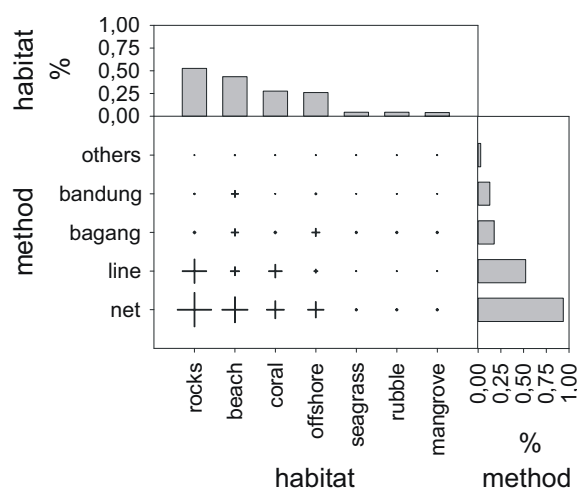 habitat
%
1,00
0,75
0,50
0,25
0,00
method
others
bandung
bagang
line
net
rocks
beach
coral
offshore
seagrass
rubble
mangrove
habitat
0,00
0,25
0,50
0,75
1,00
%
method